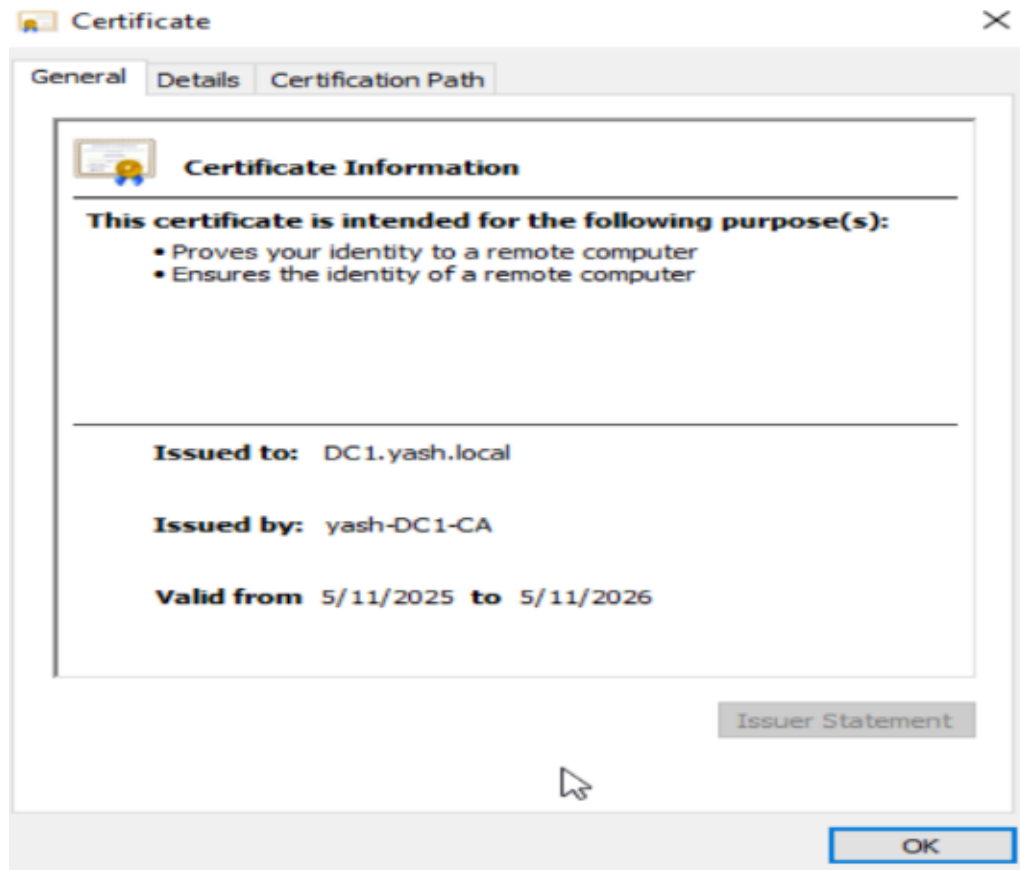 Certificate
General Details Certification Path
Certificate Information
This certificate is intended for the following purpose(s):
• Proves your identity to a remote computer
• Ensures the identity of a remote computer
Issued to: DC1.yash.local
Issued by: yash-DC1-CA
Valid from 5/11/2025 to 5/11/2026
Issuer Statement
OK